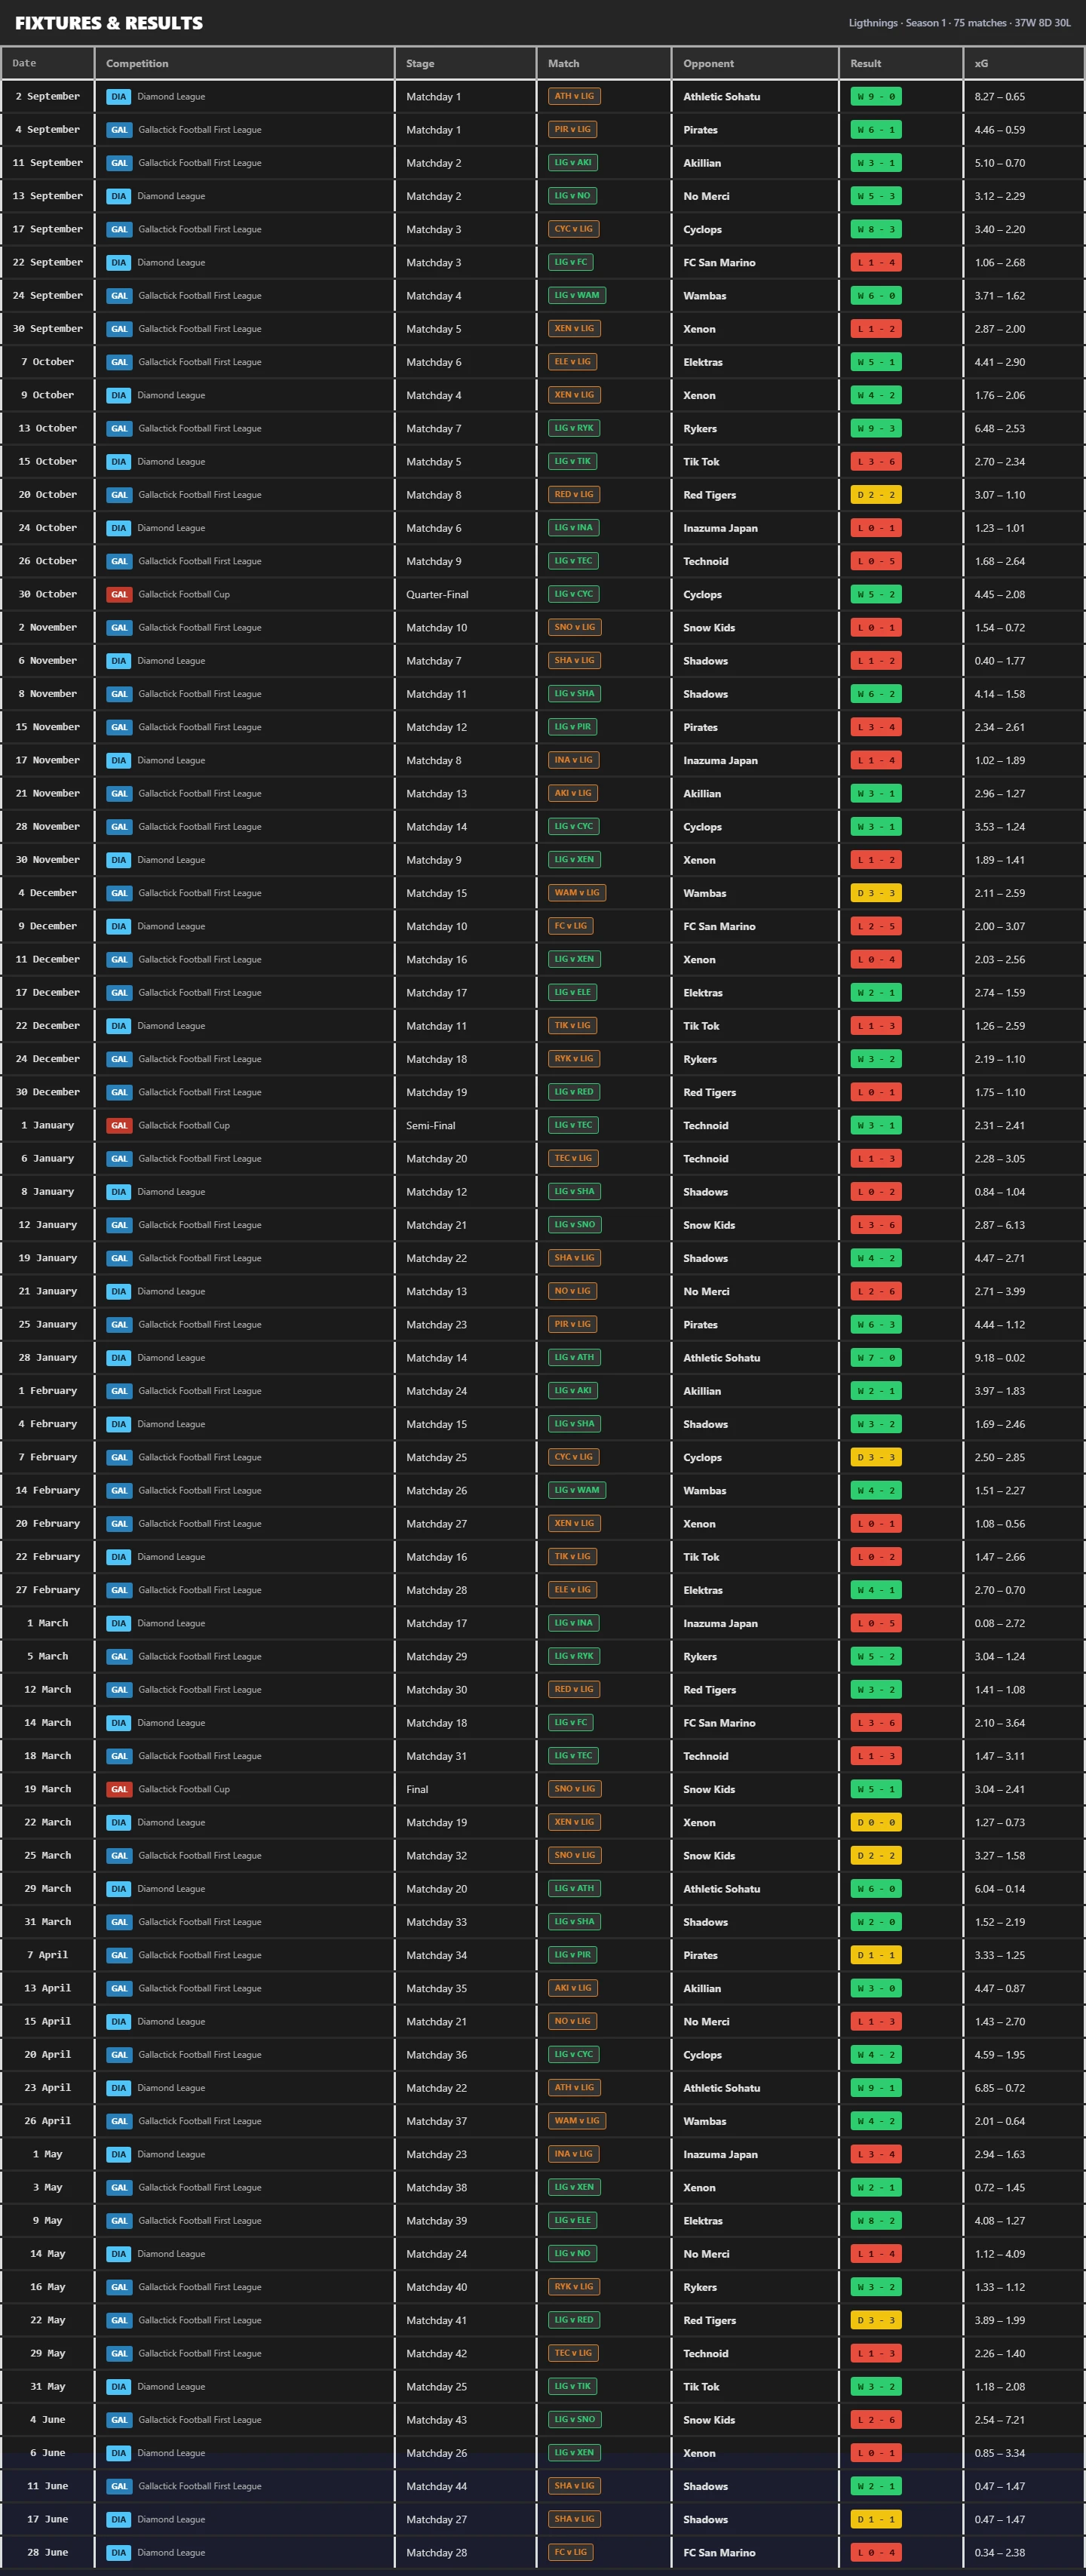 FIXTURES & RESULTS
Ligthnings · Season 1 · 75 matches · 37W 8D 30L
Date Competition Stage Match Opponent Result xG
2 September DIA Diamond League Matchday 1 ATH v LIG Athletic Sohatu W 9 - 0 8.27 – 0.65
4 September GAL Gallactick Football First League Matchday 1 PIR v LIG Pirates W 6 - 1 4.46 – 0.59
11 September GAL Gallactick Football First League Matchday 2 LIG v AKI Akillian W 3 - 1 5.10 – 0.70
13 September DIA Diamond League Matchday 2 LIG v NO No Merci W 5 - 3 3.12 – 2.29
17 September GAL Gallactick Football First League Matchday 3 CYC v LIG Cyclops W 8 - 3 3.40 – 2.20
22 September DIA Diamond League Matchday 3 LIG v FC FC San Marino L 1 - 4 1.06 – 2.68
24 September GAL Gallactick Football First League Matchday 4 LIG v WAM Wambas W 6 - 0 3.71 – 1.62
30 September GAL Gallactick Football First League Matchday 5 XEN v LIG Xenon L 1 - 2 2.87 – 2.00
7 October GAL Gallactick Football First League Matchday 6 ELE v LIG Elektras W 5 - 1 4.41 – 2.90
9 October DIA Diamond League Matchday 4 XEN v LIG Xenon W 4 - 2 1.76 – 2.06
13 October GAL Gallactick Football First League Matchday 7 LIG v RYK Rykers W 9 - 3 6.48 – 2.53
15 October DIA Diamond League Matchday 5 LIG v TIK Tik Tok L 3 - 6 2.70 – 2.34
20 October GAL Gallactick Football First League Matchday 8 RED v LIG Red Tigers D 2 - 2 3.07 – 1.10
24 October DIA Diamond League Matchday 6 LIG v INA Inazuma Japan L 0 - 1 1.23 – 1.01
26 October GAL Gallactick Football First League Matchday 9 LIG v TEC Technoid L 0 - 5 1.68 – 2.64
30 October GAL Gallactick Football Cup Quarter-Final LIG v CYC Cyclops W 5 - 2 4.45 – 2.08
2 November GAL Gallactick Football First League Matchday 10 SNO v LIG Snow Kids L 0 - 1 1.54 – 0.72
6 November DIA Diamond League Matchday 7 SHA v LIG Shadows L 1 - 2 0.40 – 1.77
8 November GAL Gallactick Football First League Matchday 11 LIG v SHA Shadows W 6 - 2 4.14 – 1.58
15 November GAL Gallactick Football First League Matchday 12 LIG v PIR Pirates L 3 - 4 2.34 – 2.61
17 November DIA Diamond League Matchday 8 INA v LIG Inazuma Japan L 1 - 4 1.02 – 1.89
21 November GAL Gallactick Football First League Matchday 13 AKI v LIG Akillian W 3 - 1 2.96 – 1.27
28 November GAL Gallactick Football First League Matchday 14 LIG v CYC Cyclops W 3 - 1 3.53 – 1.24
30 November DIA Diamond League Matchday 9 LIG v XEN Xenon L 1 - 2 1.89 – 1.41
4 December GAL Gallactick Football First League Matchday 15 WAM v LIG Wambas D 3 - 3 2.11 – 2.59
9 December DIA Diamond League Matchday 10 FC v LIG FC San Marino L 2 - 5 2.00 – 3.07
11 December GAL Gallactick Football First League Matchday 16 LIG v XEN Xenon L 0 - 4 2.03 – 2.56
17 December GAL Gallactick Football First League Matchday 17 LIG v ELE Elektras W 2 - 1 2.74 – 1.59
22 December DIA Diamond League Matchday 11 TIK v LIG Tik Tok L 1 - 3 1.26 – 2.59
24 December GAL Gallactick Football First League Matchday 18 RYK v LIG Rykers W 3 - 2 2.19 – 1.10
30 December GAL Gallactick Football First League Matchday 19 LIG v RED Red Tigers L 0 - 1 1.75 – 1.10
1 January GAL Gallactick Football Cup Semi-Final LIG v TEC Technoid W 3 - 1 2.31 – 2.41
6 January GAL Gallactick Football First League Matchday 20 TEC v LIG Technoid L 1 - 3 2.28 – 3.05
8 January DIA Diamond League Matchday 12 LIG v SHA Shadows L 0 - 2 0.84 – 1.04
12 January GAL Gallactick Football First League Matchday 21 LIG v SNO Snow Kids L 3 - 6 2.87 – 6.13
19 January GAL Gallactick Football First League Matchday 22 SHA v LIG Shadows W 4 - 2 4.47 – 2.71
21 January DIA Diamond League Matchday 13 NO v LIG No Merci L 2 - 6 2.71 – 3.99
25 January GAL Gallactick Football First League Matchday 23 PIR v LIG Pirates W 6 - 3 4.44 – 1.12
28 January DIA Diamond League Matchday 14 LIG v ATH Athletic Sohatu W 7 - 0 9.18 – 0.02
1 February GAL Gallactick Football First League Matchday 24 LIG v AKI Akillian W 2 - 1 3.97 – 1.83
4 February DIA Diamond League Matchday 15 LIG v SHA Shadows W 3 - 2 1.69 – 2.46
7 February GAL Gallactick Football First League Matchday 25 CYC v LIG Cyclops D 3 - 3 2.50 – 2.85
14 February GAL Gallactick Football First League Matchday 26 LIG v WAM Wambas W 4 - 2 1.51 – 2.27
20 February GAL Gallactick Football First League Matchday 27 XEN v LIG Xenon L 0 - 1 1.08 – 0.56
22 February DIA Diamond League Matchday 16 TIK v LIG Tik Tok L 0 - 2 1.47 – 2.66
27 February GAL Gallactick Football First League Matchday 28 ELE v LIG Elektras W 4 - 1 2.70 – 0.70
1 March DIA Diamond League Matchday 17 LIG v INA Inazuma Japan L 0 - 5 0.08 – 2.72
5 March GAL Gallactick Football First League Matchday 29 LIG v RYK Rykers W 5 - 2 3.04 – 1.24
12 March GAL Gallactick Football First League Matchday 30 RED v LIG Red Tigers W 3 - 2 1.41 – 1.08
14 March DIA Diamond League Matchday 18 LIG v FC FC San Marino L 3 - 6 2.10 – 3.64
18 March GAL Gallactick Football First League Matchday 31 LIG v TEC Technoid L 1 - 3 1.47 – 3.11
19 March GAL Gallactick Football Cup Final SNO v LIG Snow Kids W 5 - 1 3.04 – 2.41
22 March DIA Diamond League Matchday 19 XEN v LIG Xenon D 0 - 0 1.27 – 0.73
25 March GAL Gallactick Football First League Matchday 32 SNO v LIG Snow Kids D 2 - 2 3.27 – 1.58
29 March DIA Diamond League Matchday 20 LIG v ATH Athletic Sohatu W 6 - 0 6.04 – 0.14
31 March GAL Gallactick Football First League Matchday 33 LIG v SHA Shadows W 2 - 0 1.52 – 2.19
7 April GAL Gallactick Football First League Matchday 34 LIG v PIR Pirates D 1 - 1 3.33 – 1.25
13 April GAL Gallactick Football First League Matchday 35 AKI v LIG Akillian W 3 - 0 4.47 – 0.87
15 April DIA Diamond League Matchday 21 NO v LIG No Merci L 1 - 3 1.43 – 2.70
20 April GAL Gallactick Football First League Matchday 36 LIG v CYC Cyclops W 4 - 2 4.59 – 1.95
23 April DIA Diamond League Matchday 22 ATH v LIG Athletic Sohatu W 9 - 1 6.85 – 0.72
26 April GAL Gallactick Football First League Matchday 37 WAM v LIG Wambas W 4 - 2 2.01 – 0.64
1 May DIA Diamond League Matchday 23 INA v LIG Inazuma Japan L 3 - 4 2.94 – 1.63
3 May GAL Gallactick Football First League Matchday 38 LIG v XEN Xenon W 2 - 1 0.72 – 1.45
9 May GAL Gallactick Football First League Matchday 39 LIG v ELE Elektras W 8 - 2 4.08 – 1.27
14 May DIA Diamond League Matchday 24 LIG v NO No Merci L 1 - 4 1.12 – 4.09
16 May GAL Gallactick Football First League Matchday 40 RYK v LIG Rykers W 3 - 2 1.33 – 1.12
22 May GAL Gallactick Football First League Matchday 41 LIG v RED Red Tigers D 3 - 3 3.89 – 1.99
29 May GAL Gallactick Football First League Matchday 42 TEC v LIG Technoid L 1 - 3 2.26 – 1.40
31 May DIA Diamond League Matchday 25 LIG v TIK Tik Tok W 3 - 2 1.18 – 2.08
4 June GAL Gallactick Football First League Matchday 43 LIG v SNO Snow Kids L 2 - 6 2.54 – 7.21
6 June DIA Diamond League Matchday 26 LIG v XEN Xenon L 0 - 1 0.85 – 3.34
11 June GAL Gallactick Football First League Matchday 44 SHA v LIG Shadows W 2 - 1 0.47 – 1.47
17 June DIA Diamond League Matchday 27 SHA v LIG Shadows D 1 - 1 0.47 – 1.47
28 June DIA Diamond League Matchday 28 FC v LIG FC San Marino L 0 - 4 0.34 – 2.38